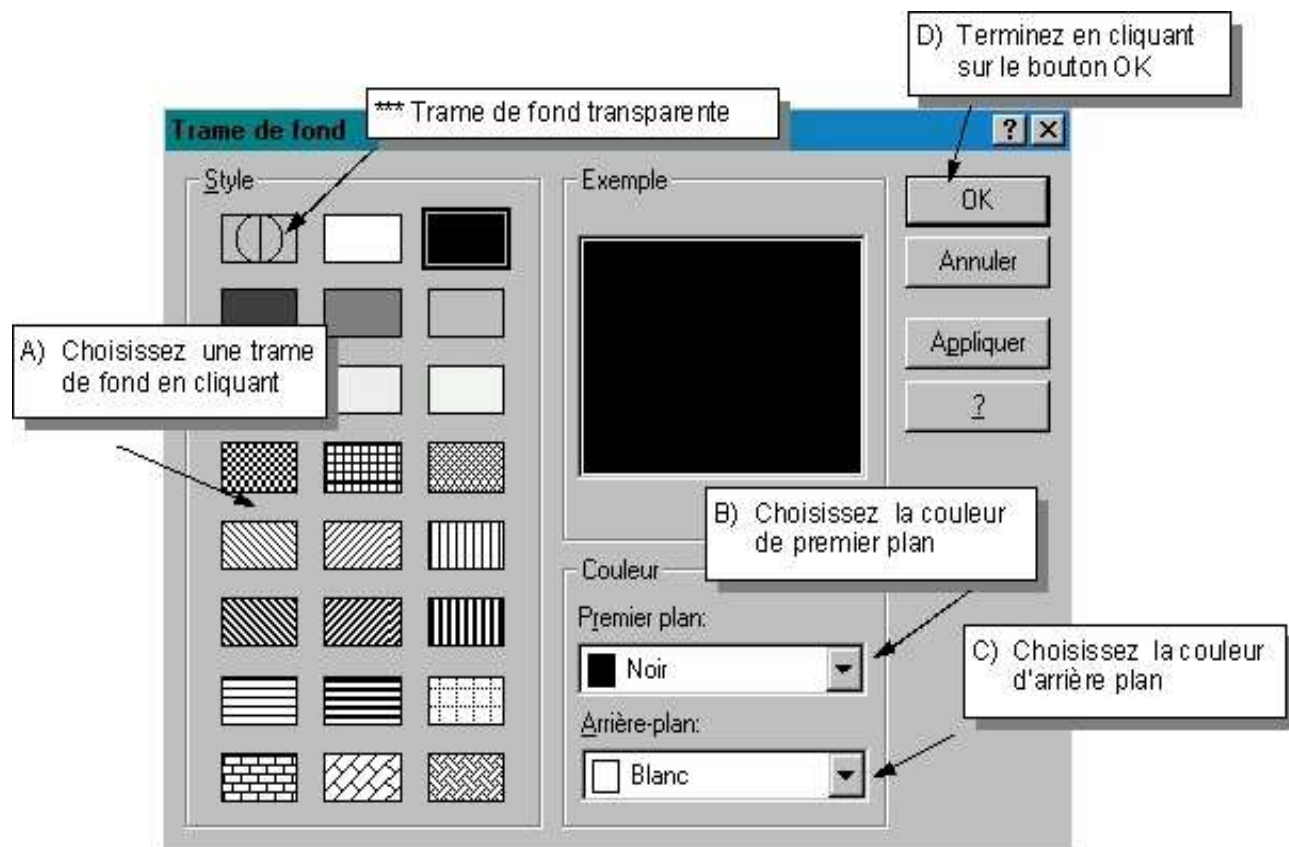 D) Terminez en cliquant
sur le bouton OK
*** Trame de fond transparente
Trame de fond
?
Style
Exemple
OK
Annuler
A) Choisissez une trame
de fond en cliquant
Appliquer
?
B) Choisissez la couleur
de premier plan
Couleur
Premier plan:
Noir
C) Choisissez la couleur
d'arrière plan
Arrière-plan:
Blanc